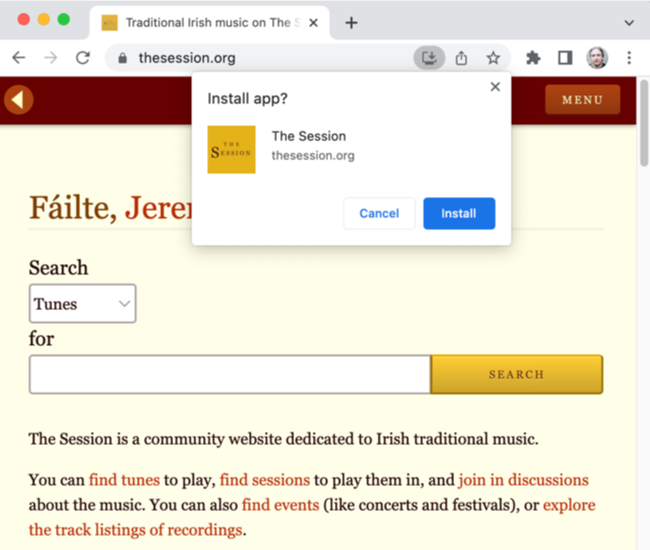 Traditional Irish music on The S
thesession.org
Install app?
THE
SESSION
The Session
thesession.org
Cancel
Install
MENU
Fáilte, Jerer
Search
Tunes
for
SEARCH
The Session is a community website dedicated to Irish traditional music.
You can find tunes to play, find sessions to play them in, and join in discussions
about the music. You can also find events (like concerts and festivals), or explore
the track listings of recordings.